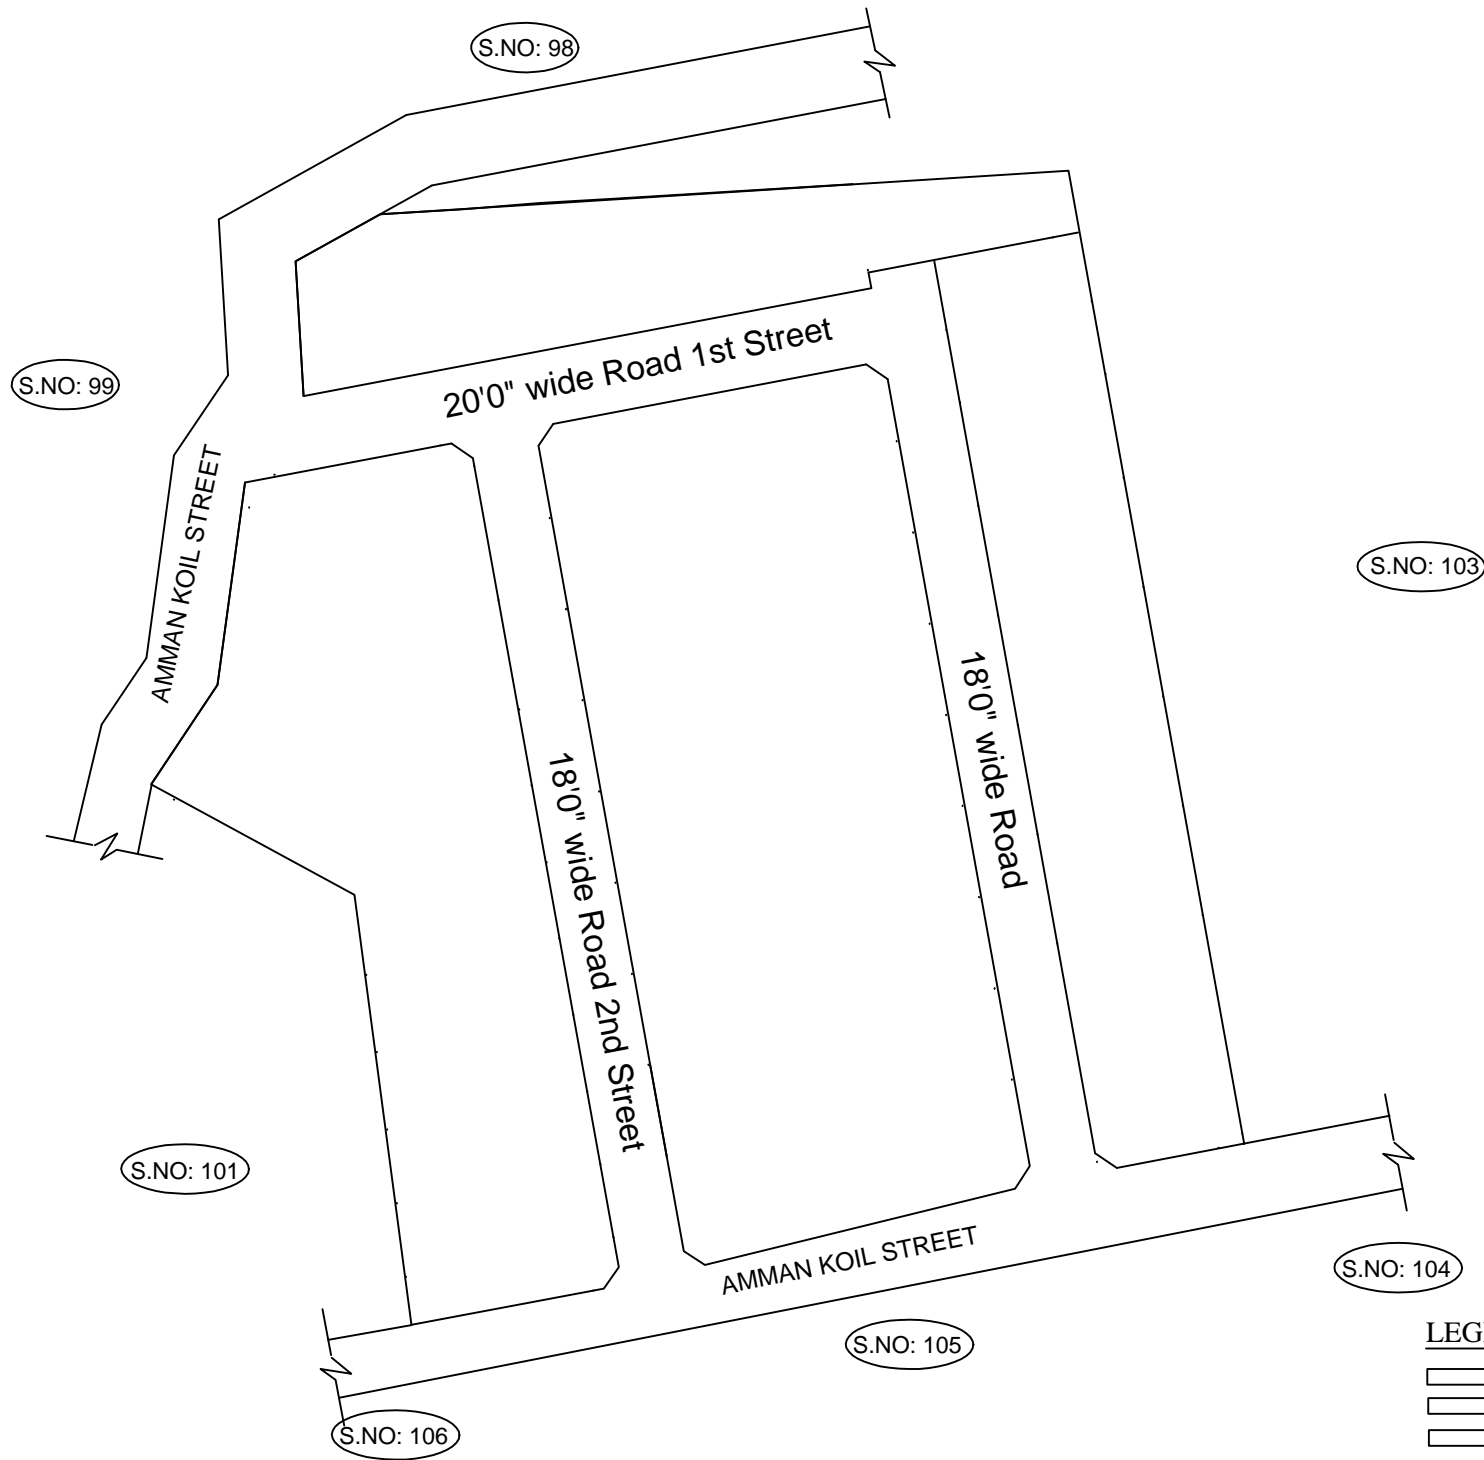 S.NO: 98
20'0" wide Road 1st Street
S.NO: 99
AMMAN KOIL STREET
S.NO: 103
18'0" wide Road
18'0" wide Road 2nd Street
S.NO: 101
AMMAN KOIL STREET
S.NO: 104
S.NO: 105
LEG
S.NO: 106